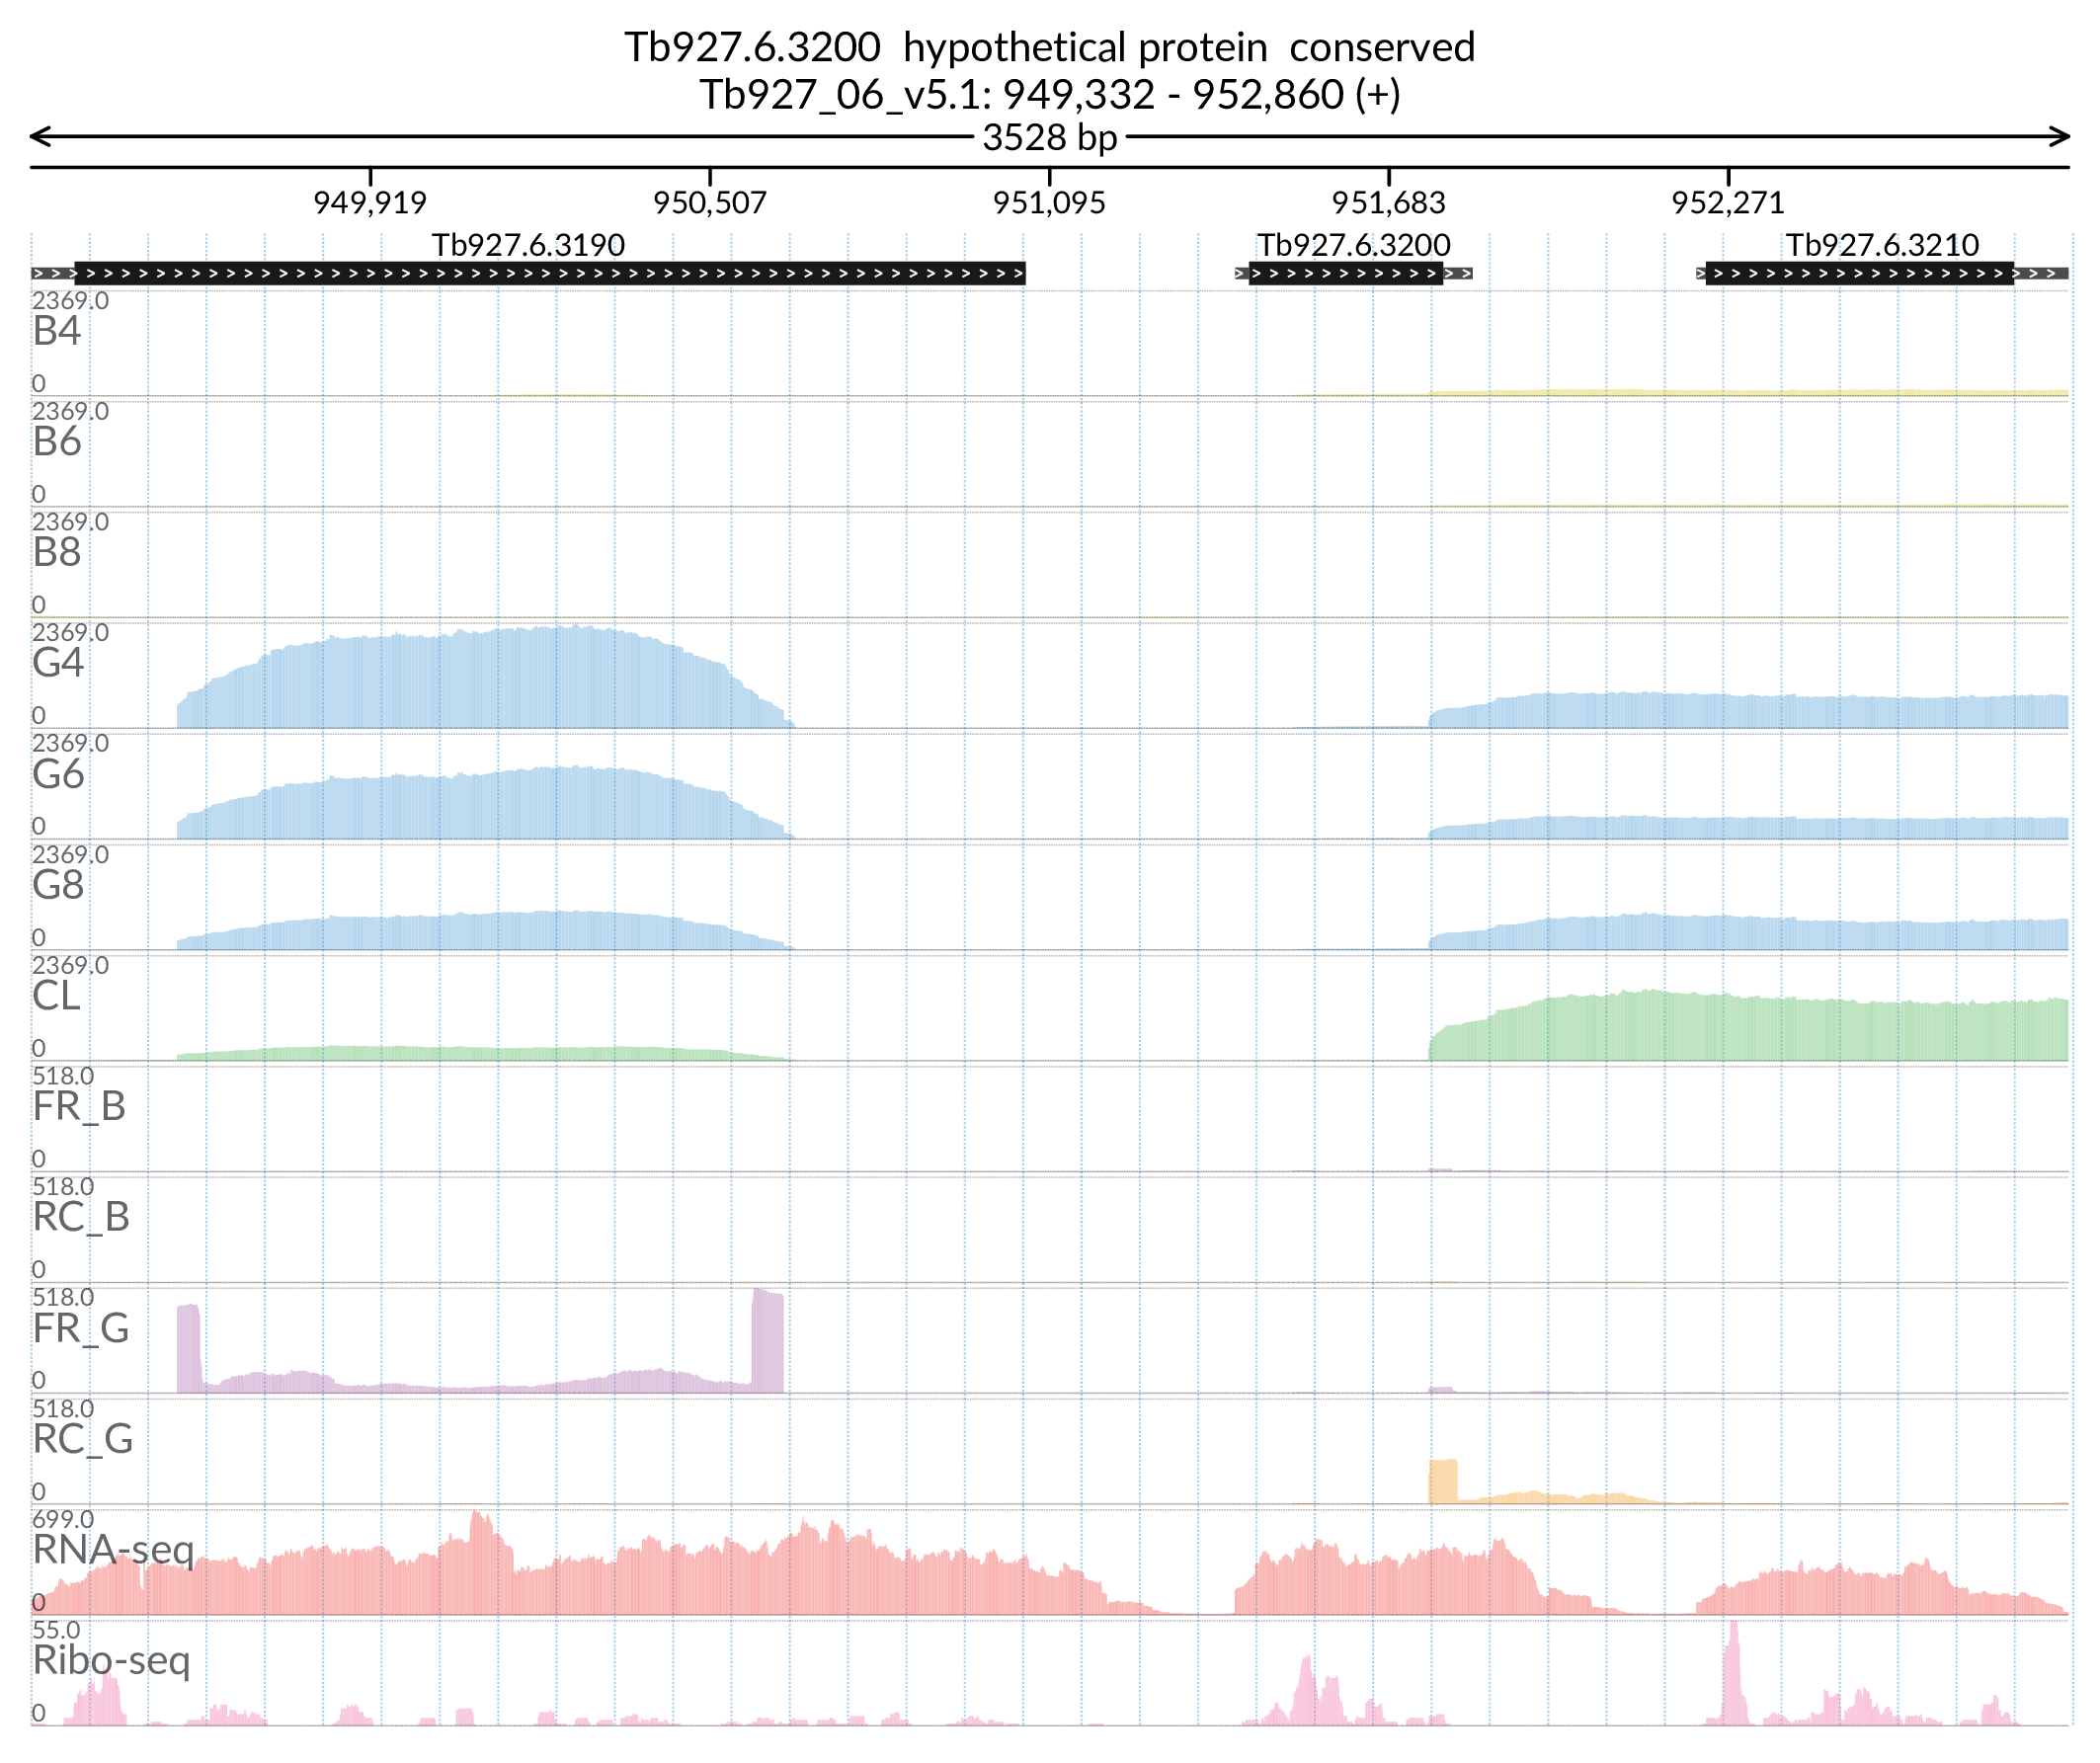 Tb927.6.3200  hypothetical protein  conserved
Tb927_06_v5.1: 949,332 - 952,860 (+)
3528 bp
949,919 950,507 951,095 951,683 952,271
Tb927.6.3190 Tb927.6.3200 Tb927.6.3210
2369.0
B4
0
2369.0
B6
0
2369.0
B8
0
2369.0
G4
0
2369.0
G6
0
2369.0
G8
0
2369.0
CL
0
518.0
FR_B
0
518.0
RC_B
0
518.0
FR_G
0
518.0
RC_G
0
699.0
RNA-seq
0
55.0
Ribo-seq
0